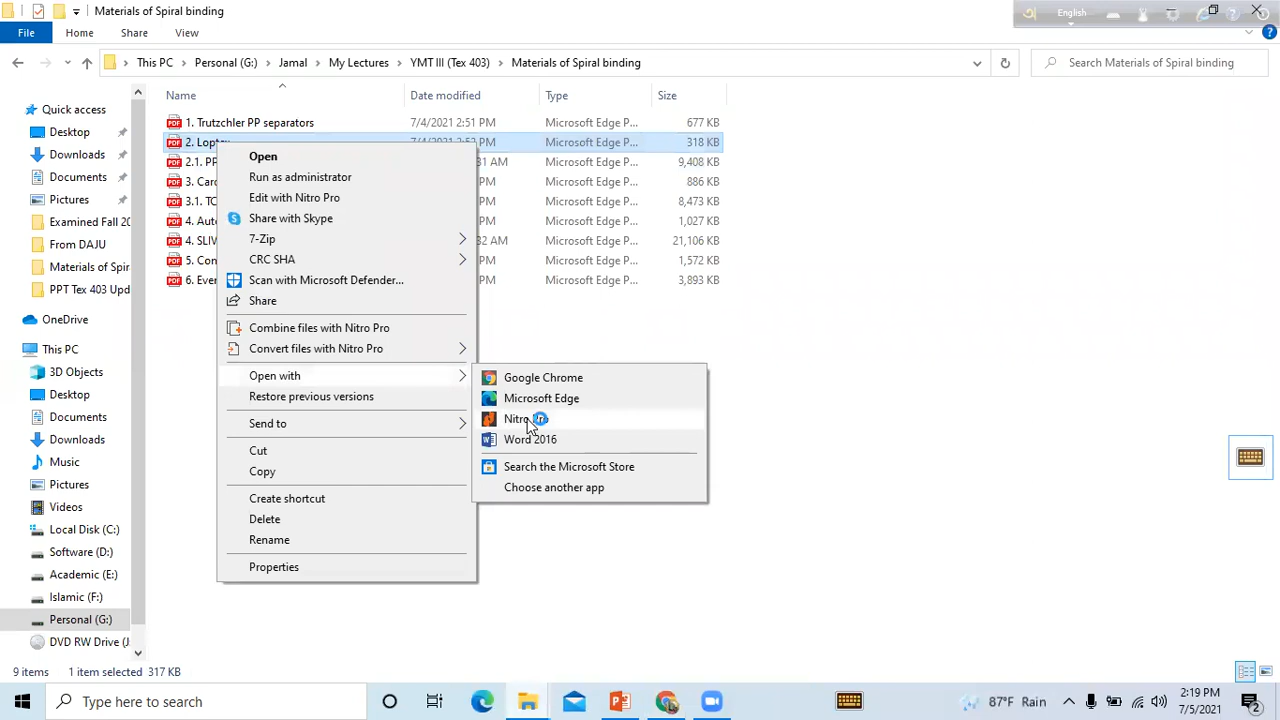 Materials of Spiral binding
English
File
Home
Share
View
This PC
Personal (G:)
Jamal
My Lectures
YMT III (Tex 403)
Materials of Spiral binding
Search Materials of Spiral binding
Name
Date modified
Type
Size
Quick access
Desktop
Downloads
Documents
Pictures
Examined Fall 20
From DAJU
Materials of Spir
PPT Tex 403 Upd
OneDrive
This PC
3D Objects
Desktop
Documents
Downloads
Music
Pictures
Videos
Local Disk (C:)
Software (D:)
Academic (E:)
Islamic (F:)
Personal (G:)
DVD RW Drive (J
1. Trutzchler PP separators
7/4/2021 2:51 PM
Microsoft Edge P...
677 KB
2.
Microsoft Edge P...
318 KB
2.1. PP
31 AM
Microsoft Edge P...
9,408 KB
3.
PM
Microsoft Edge P...
886 KB
3.1. TC
PM
Microsoft Edge P...
8,473 KB
4. Aut
PM
Microsoft Edge P...
1,027 KB
4. SLIV
32 AM
Microsoft Edge P...
21,106 KB
5. Con
PM
Microsoft Edge P...
1,572 KB
6. Ever
PM
Microsoft Edge P...
3,893 KB
Open
Run as administrator
Edit with Nitro Pro
Share with Skype
7-Zip
CRC SHA
Scan with Microsoft Defender...
Share
Combine files with Nitro Pro
Convert files with Nitro Pro
Open with
Restore previous versions
Send to
Cut
Copy
Create shortcut
Delete
Rename
Properties
Google Chrome
Microsoft Edge
Nitro
Word 2016
Search the Microsoft Store
Choose another app
9 items
1 item selected 317 KB
Type here to search
87°F Rain
2:19 PM
7/5/2021
2